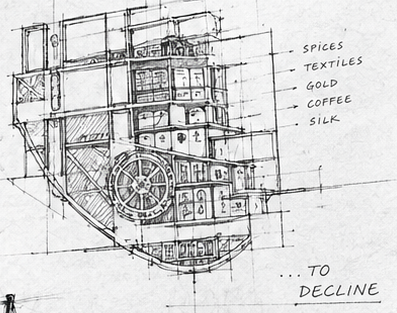 SPICES
TEXTILES
GOLD
COFFEE
SILK
... TO
DECLINE